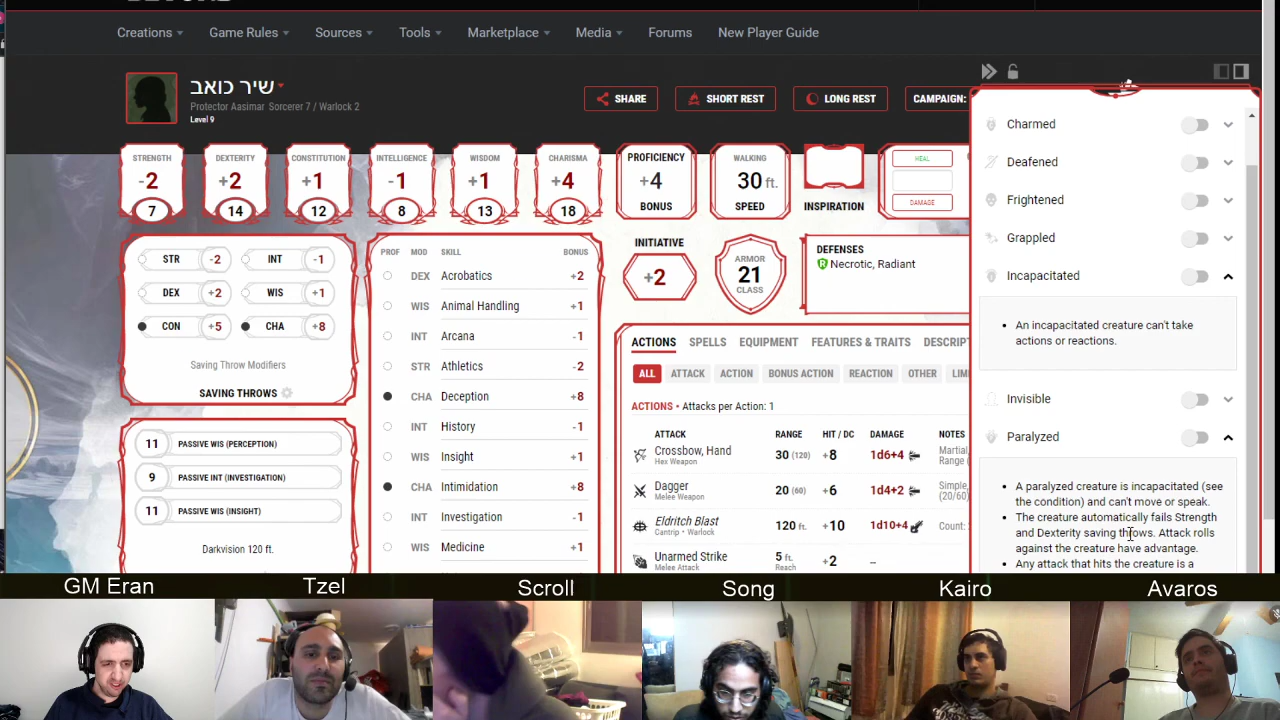 Creations
Game Rules
Sources
Tools
Marketplace
Media
Forums
New Player Guide
שיר כואב
Protector Aasimar Sorcerer 7 / Warlock 2
Level 9
SHARE
SHORT REST
LONG REST
CAMPAIGN:
STRENGTH
-2
7
DEXTERITY
+2
14
CONSTITUTION
+1
12
INTELLIGENCE
-1
8
WISDOM
+1
13
CHARISMA
+4
18
PROFICIENCY
+4
BONUS
WALKING
30 ft.
SPEED
INSPIRATION
HEAL
DAMAGE
STR -2
INT -1
DEX +2
WIS +1
CON +5
CHA +8
Saving Throw Modifiers
SAVING THROWS
11 PASSIVE WIS (PERCEPTION)
9 PASSIVE INT (INVESTIGATION)
11 PASSIVE WIS (INSIGHT)
Darkvision 120 ft.
PROF MOD SKILL BONUS
DEX Acrobatics +2
WIS Animal Handling +1
INT Arcana -1
STR Athletics -2
CHA Deception +8
INT History -1
WIS Insight +1
CHA Intimidation +8
INT Investigation -1
WIS Medicine +1
INITIATIVE
+2
ARMOR
21
CLASS
DEFENSES
Necrotic, Radiant
ACTIONS SPELLS EQUIPMENT FEATURES & TRAITS DESCRIP
ALL ATTACK ACTION BONUS ACTION REACTION OTHER LIM
ACTIONS • Attacks per Action: 1
ATTACK RANGE HIT / DC DAMAGE NOTES
Crossbow, Hand 30 (120) +8 1d6+4 Martial,
Hex Weapon Range (
Dagger 20 (60) +6 1d4+2 Simple,
Melee Weapon (20/60)
Eldritch Blast 120 ft. +10 1d10+4 Count:
Cantrip • Warlock
Unarmed Strike 5 ft. +2 --
Melee Attack Reach
Charmed
Deafened
Frightened
Grappled
Incapacitated
• An incapacitated creature can't take
actions or reactions.
Invisible
Paralyzed
• A paralyzed creature is incapacitated (see
the condition) and can't move or speak.
• The creature automatically fails Strength
and Dexterity saving throws. Attack rolls
against the creature have advantage.
• Any attack that hits the creature is a
GM Eran
Tzel
Scroll
Song
Kairo
Avaros